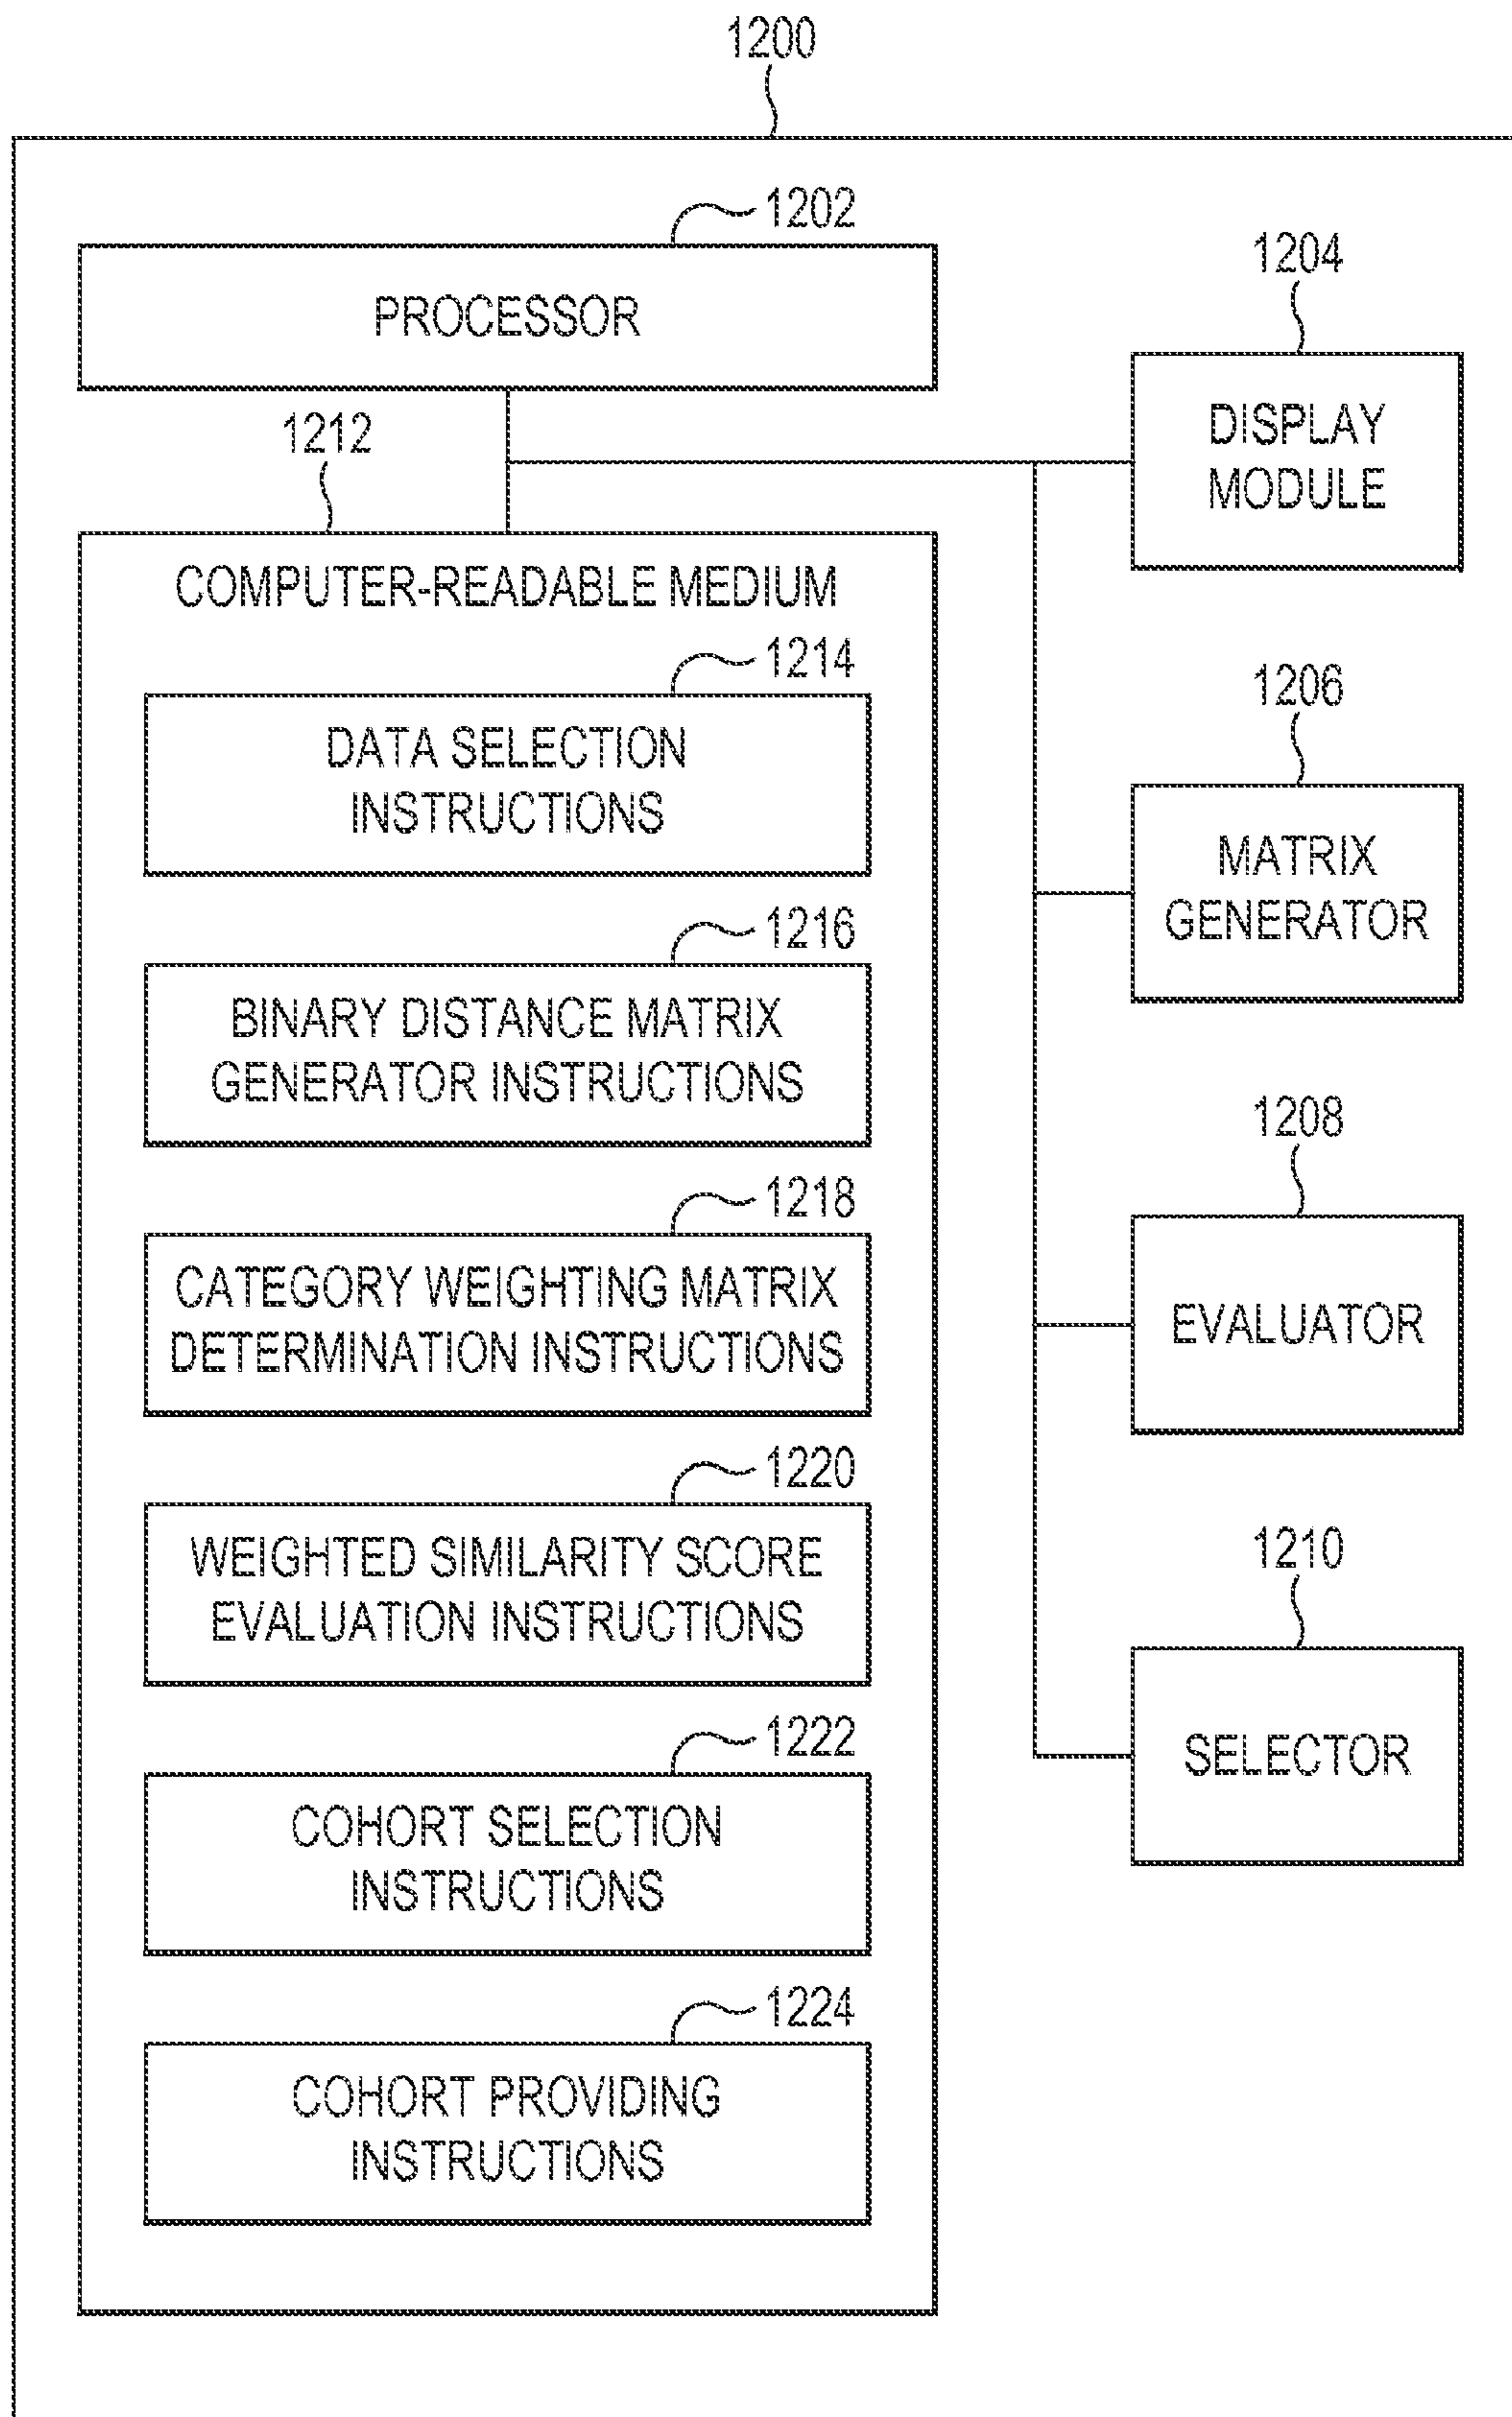 1200
1202
PROCESSOR
1204
DISPLAY
MODULE
1212
COMPUTER-READABLE MEDIUM
1214
DATA SELECTION
INSTRUCTIONS
1206
MATRIX
GENERATOR
1216
BINARY DISTANCE MATRIX
GENERATOR INSTRUCTIONS
1218
CATEGORY WEIGHTING MATRIX
DETERMINATION INSTRUCTIONS
1208
EVALUATOR
1220
WEIGHTED SIMILARITY SCORE
EVALUATION INSTRUCTIONS
1210
SELECTOR
1222
COHORT SELECTION
INSTRUCTIONS
1224
COHORT PROVIDING
INSTRUCTIONS